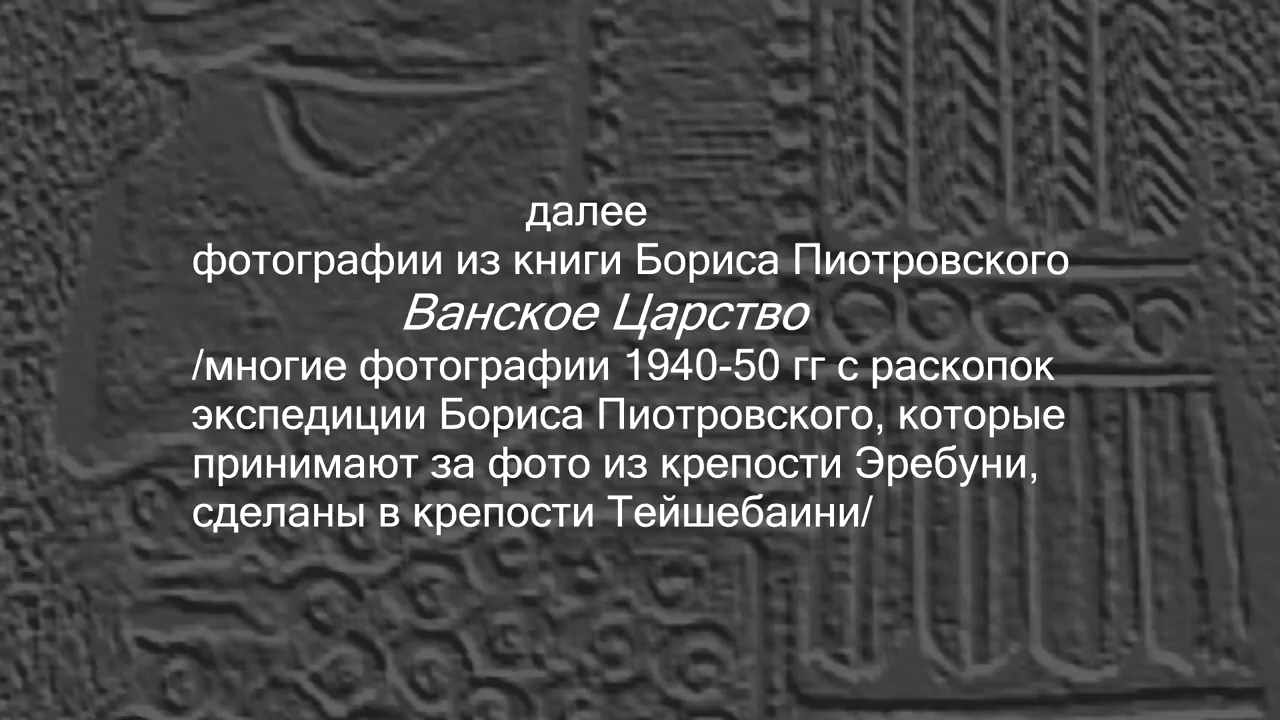 далее
фотографии из книги Бориса Пиотровского
Ванское Царство
/многие фотографии 1940-50 гг с раскопок
экспедиции Бориса Пиотровского, которые
принимают за фото из крепости Эребуни,
сделаны в крепости Тейшебаини/